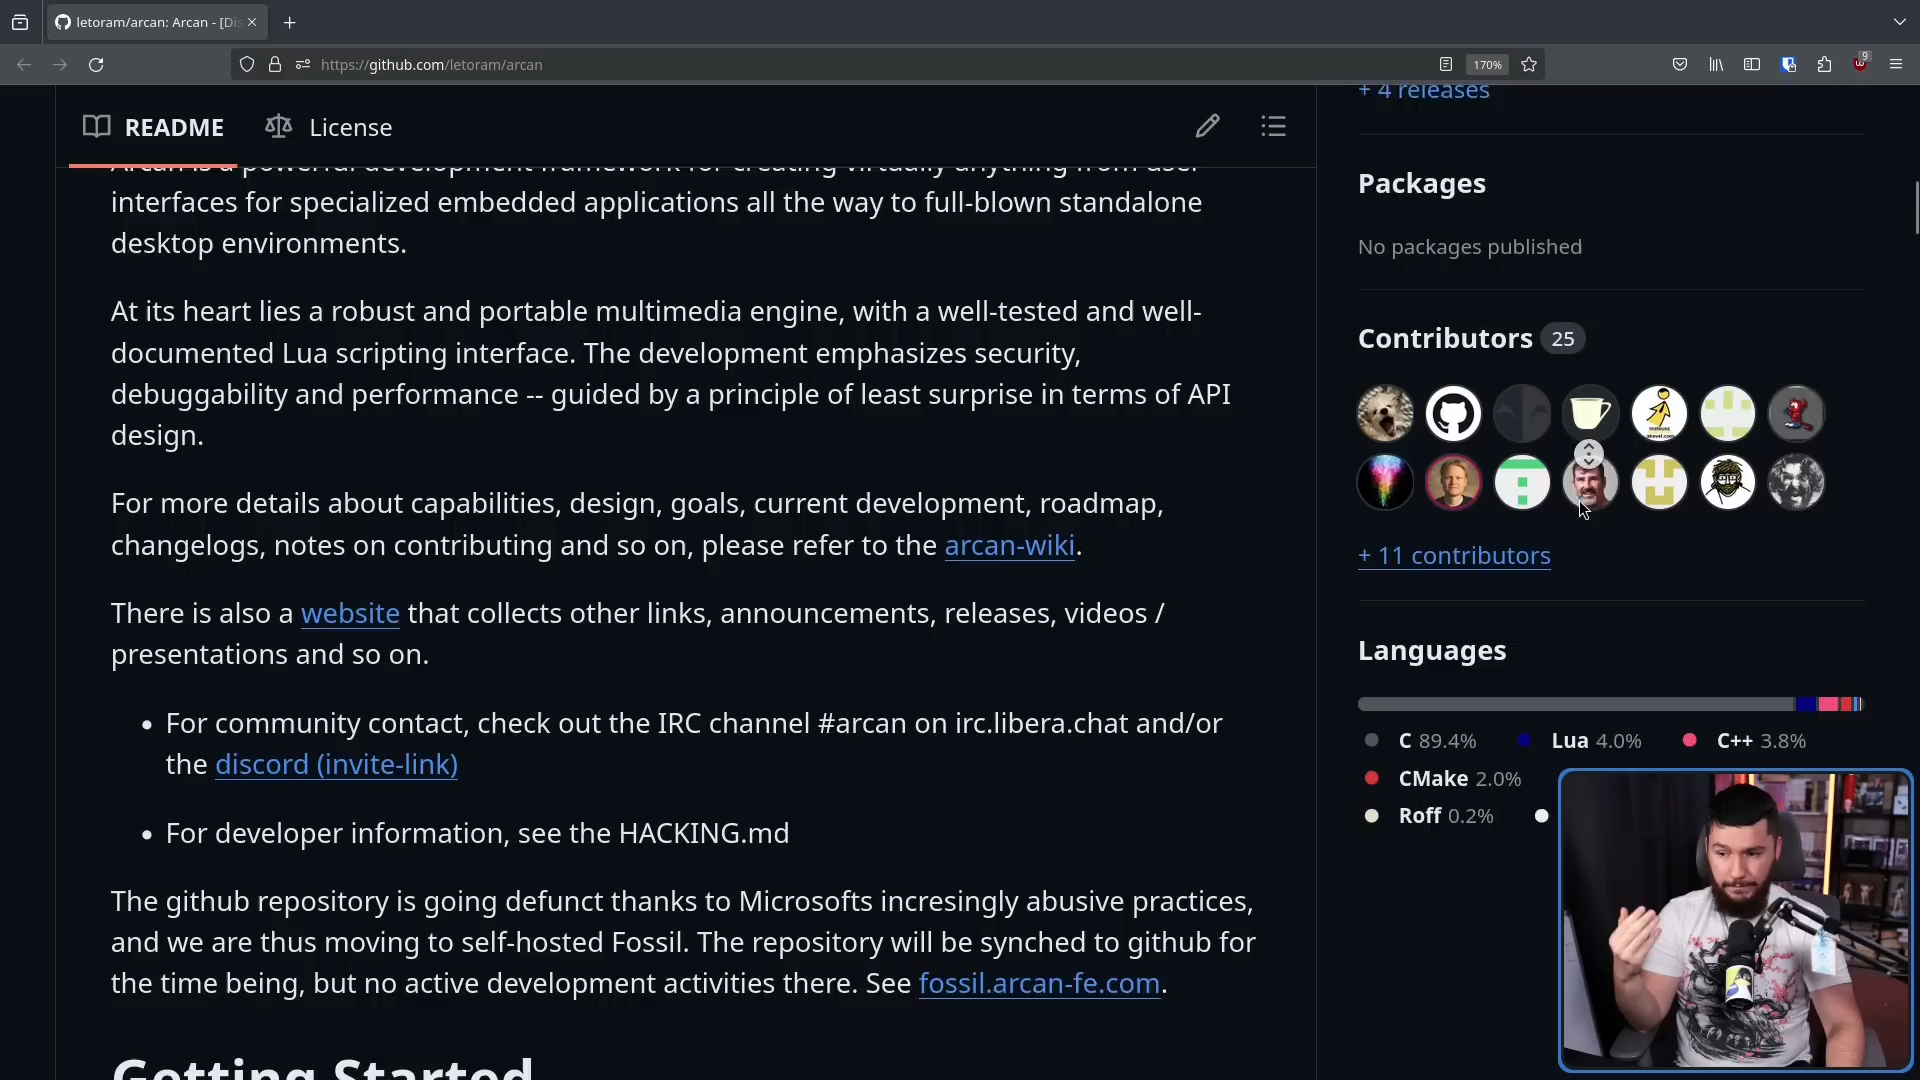 letoram/arcan: Arcan - [Dis
https://github.com/letoram/arcan
170%
9
README
License
Arcan is a powerful development framework for creating virtually anything from user
interfaces for specialized embedded applications all the way to full-blown standalone
desktop environments.
At its heart lies a robust and portable multimedia engine, with a well-tested and well-
documented Lua scripting interface. The development emphasizes security,
debuggability and performance -- guided by a principle of least surprise in terms of API
design.
For more details about capabilities, design, goals, current development, roadmap,
changelogs, notes on contributing and so on, please refer to the arcan-wiki.
There is also a website that collects other links, announcements, releases, videos /
presentations and so on.
• For community contact, check out the IRC channel #arcan on irc.libera.chat and/or
the discord (invite-link)
• For developer information, see the HACKING.md
The github repository is going defunct thanks to Microsofts incresingly abusive practices,
and we are thus moving to self-hosted Fossil. The repository will be synched to github for
the time being, but no active development activities there. See fossil.arcan-fe.com.
Getting Started
+ 4 releases
Packages
No packages published
Contributors 25
+ 11 contributors
Languages
C 89.4% Lua 4.0% C++ 3.8%
CMake 2.0%
Roff 0.2%